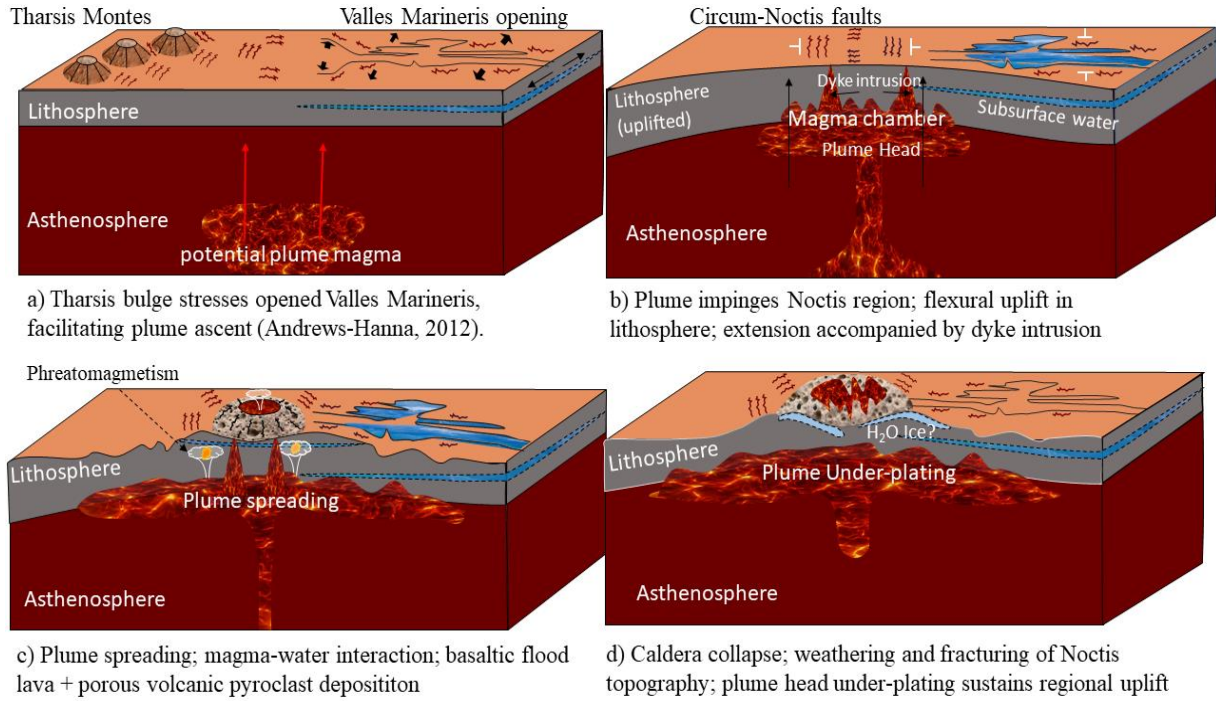 Tharsis Montes
Valles Marineris opening
Lithosphere
Asthenosphere
potential plume magma
a) Tharsis bulge stresses opened Valles Marineris,
facilitating plume ascent (Andrews-Hanna, 2012).
Circum-Noctis faults
Dyke intrusion
Lithosphere
(uplifted)
Magma chamber
Subsurface water
Plume Head
Asthenosphere
b) Plume impinges Noctis region; flexural uplift in
lithosphere; extension accompanied by dyke intrusion
Phreatomagmetism
Lithosphere
Plume spreading
Asthenosphere
c) Plume spreading; magma-water interaction; basaltic flood
lava + porous volcanic pyroclast deposititon
H₂O Ice?
Lithosphere
Plume Under-plating
Asthenosphere
d) Caldera collapse; weathering and fracturing of Noctis
topography; plume head under-plating sustains regional uplift